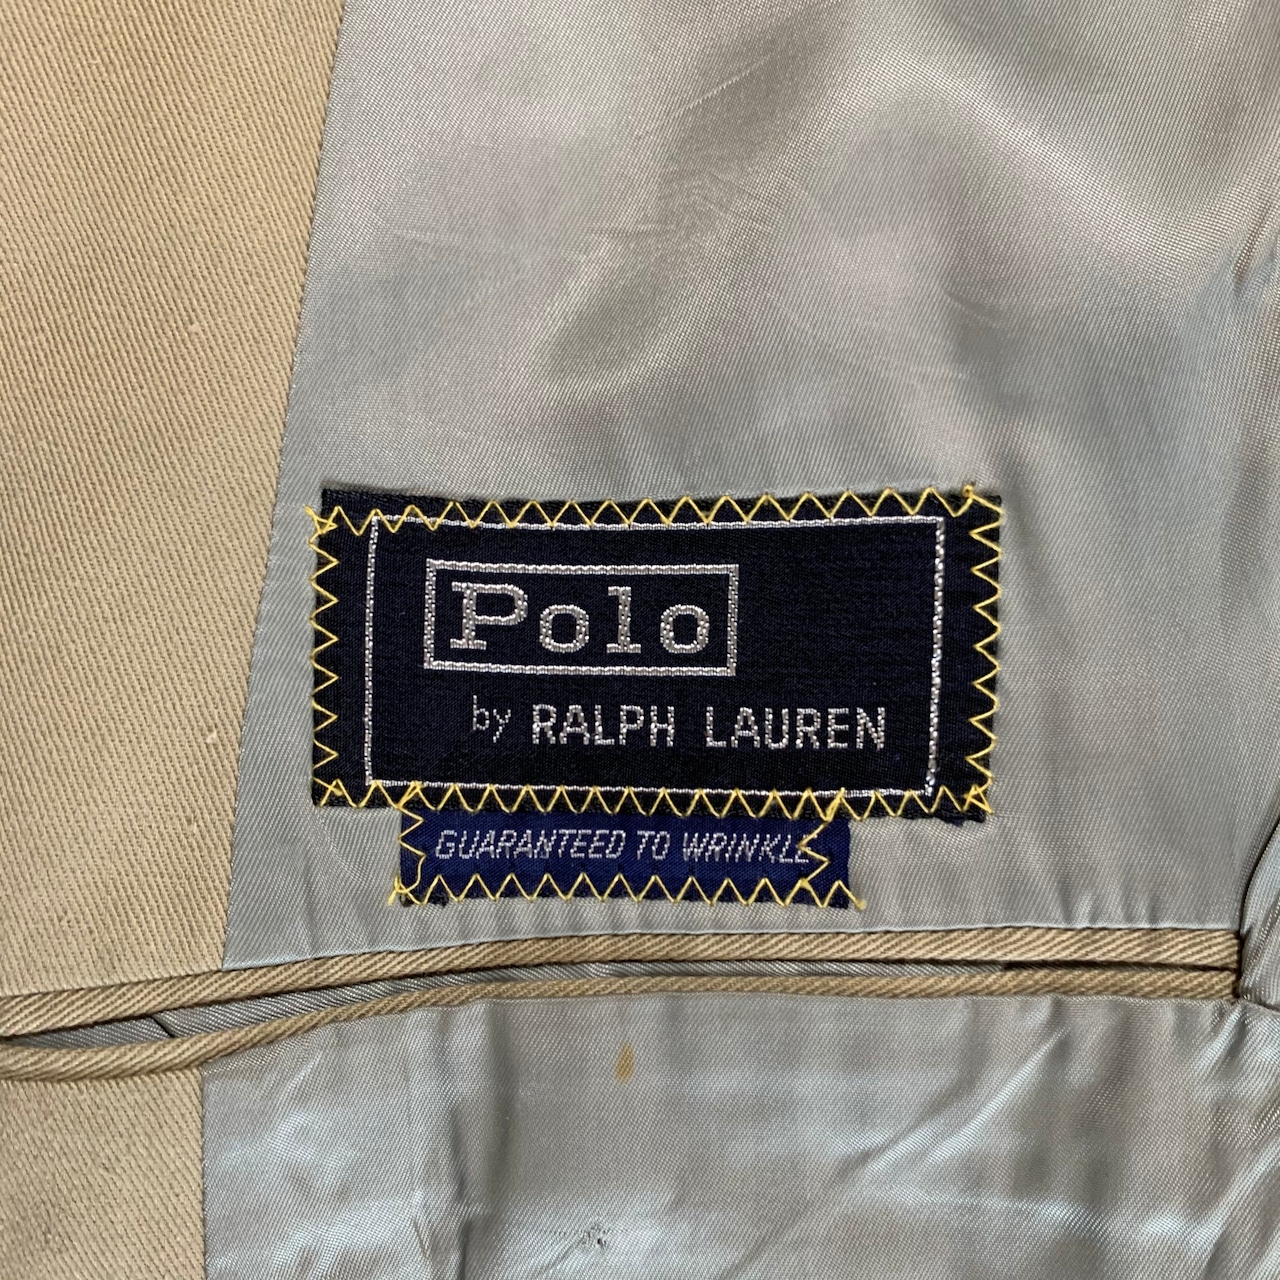 Polo
by RALPH LAUREN
GUARANTEED TO WRINKLE